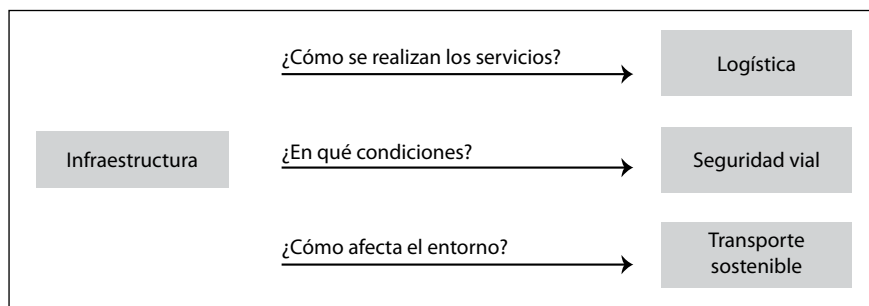 ¿Cómo se realizan los servicios?
Logística
Infraestructura
¿En qué condiciones?
Seguridad vial
¿Cómo afecta el entorno?
Transporte
sostenible